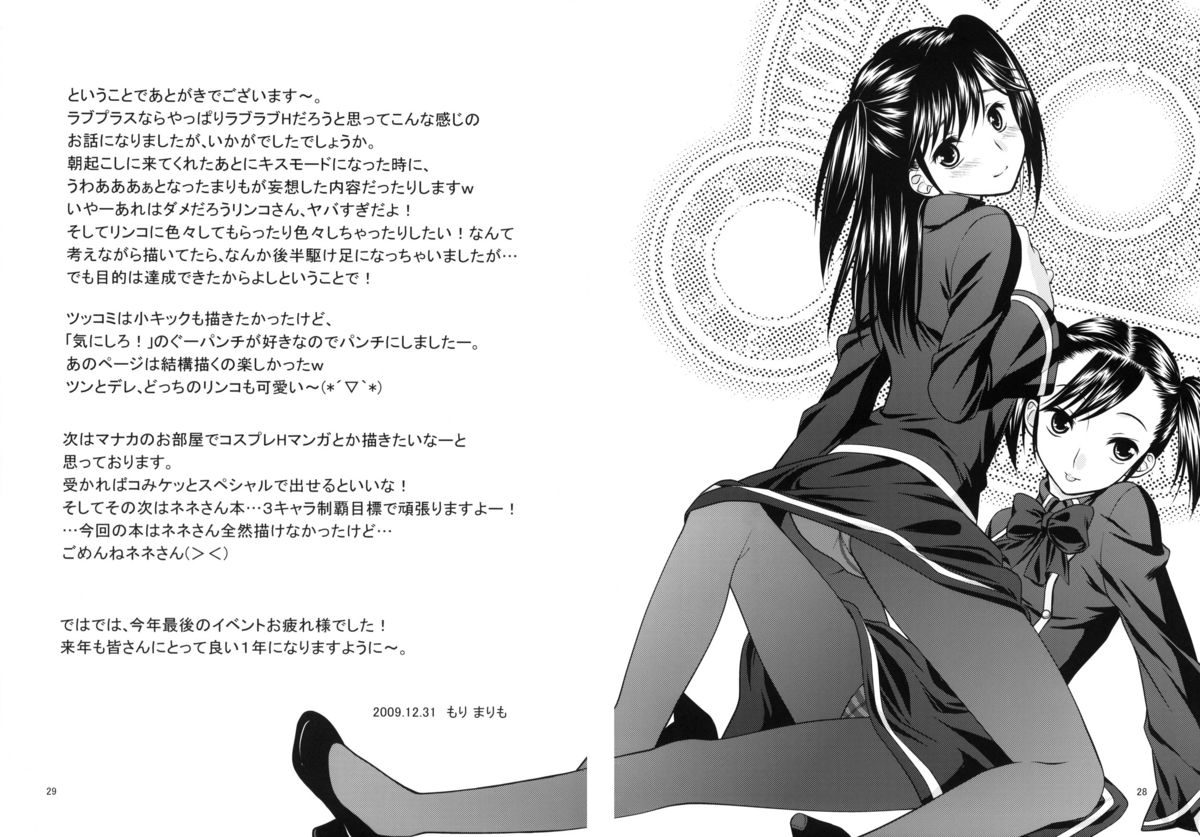 ということであとがきでございます～。
ラブプラスならやっぱりラブラブHだろうと思ってこんな感じの
お話になりましたが、いかがでしたでしょうか。
朝起こしに来てくれたあとにキスモードになった時に、
うわあああぁとなったまりもが妄想した内容だったりしますw
いやーあれはダメだろうリンコさん、ヤバすぎだよ！
そしてリンコに色々してもらったり色々しちゃったりしたい！なんて
考えながら描いてたら、なんか後半駆け足になっちゃいましたが…
でも目的は達成できたからよしということで！
ツッコミは小キックも描きたかったけど、
「気にしろ！」のぐーパンチが好きなのでパンチにしましたー。
あのページは結構描くの楽しかったw
ツンとデレ、どっちのリンコも可愛い～(*´▽`*)
次はマナカのお部屋でコスプレHマンガとか描きたいなーと
思っております。
受かればコみケッとスペシャルで出せるといいな！
そしてその次はネネさん本…3キャラ制覇目標で頑張りますよー！
…今回の本はネネさん全然描けなかったけど…
ごめんねネネさん(＞＜)
ではでは、今年最後のイベントお疲れ様でした！
来年も皆さんにとって良い１年になりますように～。
2009.12.31　もり まりも
29
28